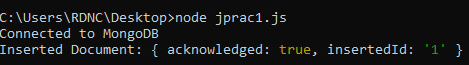 C:\Users\RDNC\Desktop>node jprac1.js
Connected to MongoDB
Inserted Document: { acknowledged: true, insertedId: '1' }